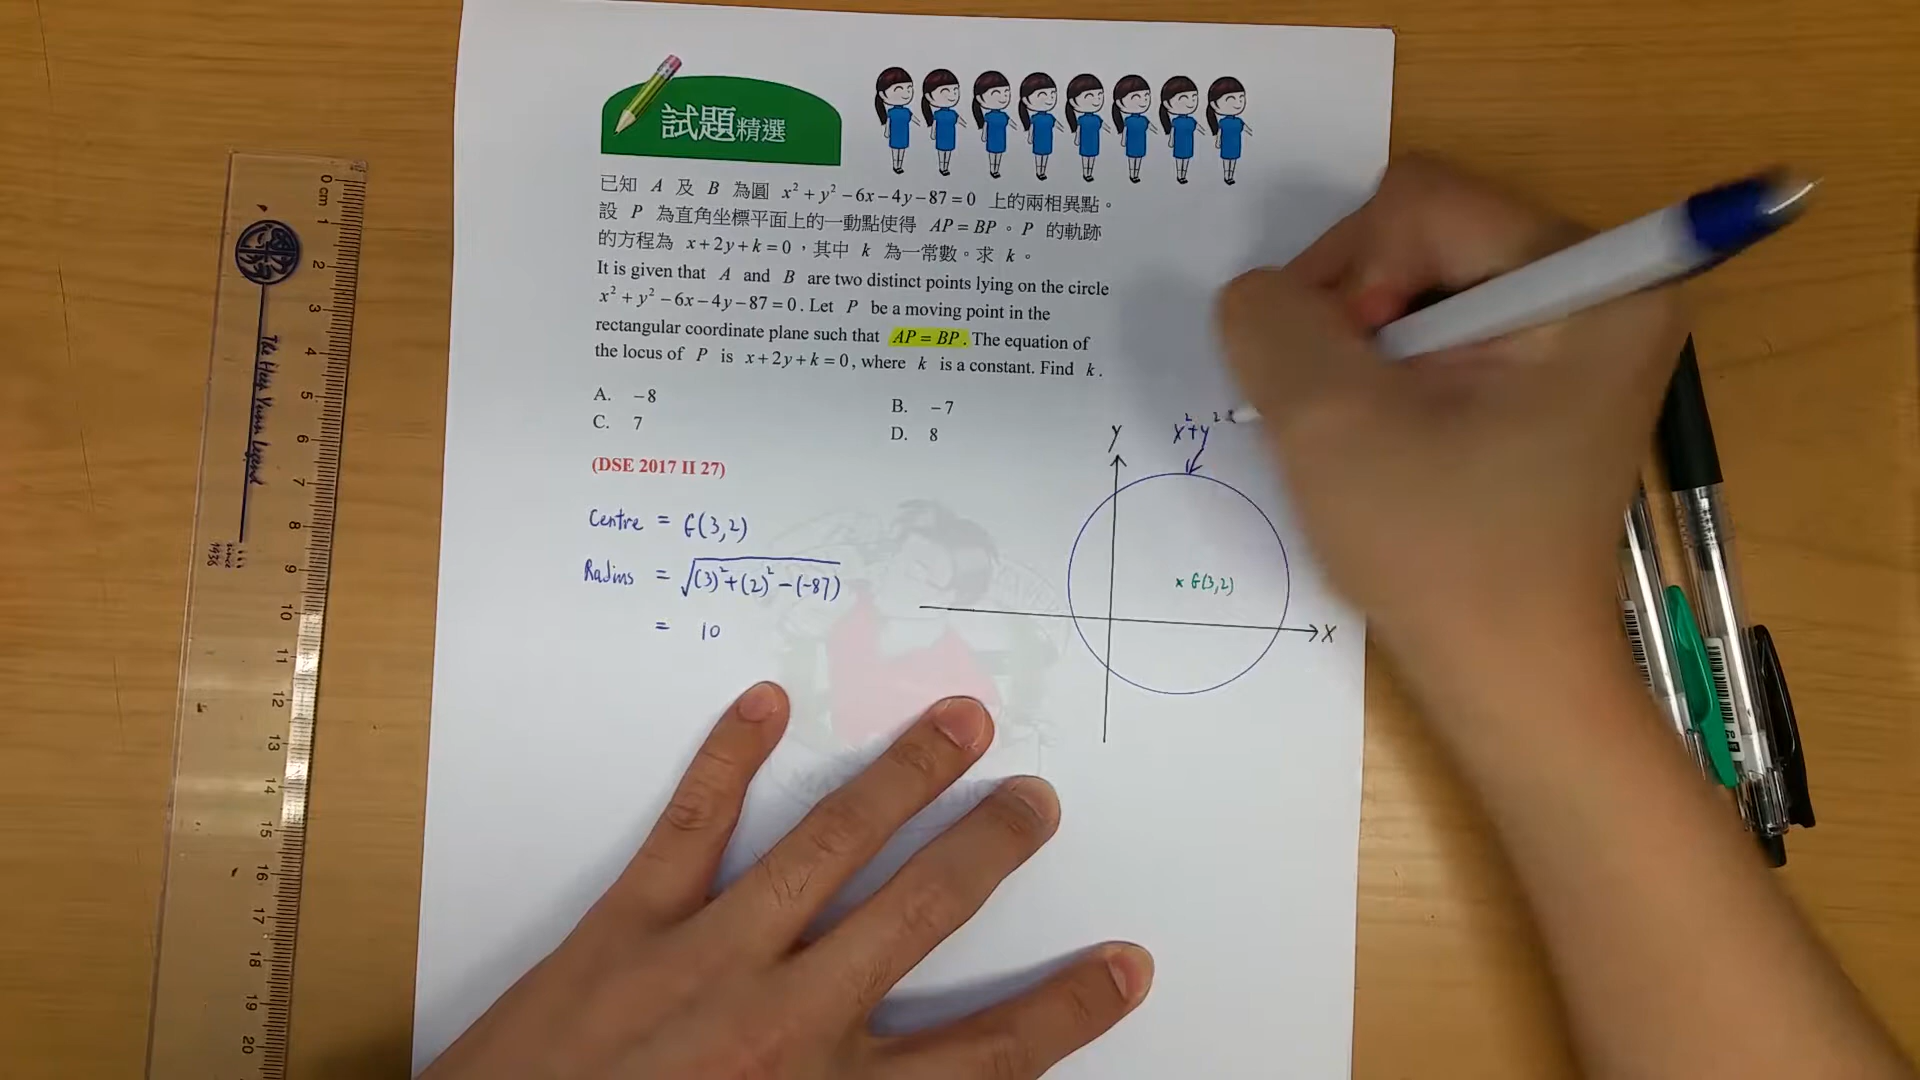 試題精選
已知 A 及 B 為圓 x² + y² − 6x − 4y − 87 = 0 上的兩相異點。
設 P 為直角坐標平面上的一動點使得 AP = BP。P 的軌跡
的方程為 x + 2y + k = 0,其中 k 為一常數。求 k。
It is given that A and B are two distinct points lying on the circle
x² + y² − 6x − 4y − 87 = 0. Let P be a moving point in the
rectangular coordinate plane such that AP = BP. The equation of
the locus of P is x + 2y + k = 0, where k is a constant. Find k.
A. −8
B. −7
C. 7
D. 8
(DSE 2017 II 27)
Centre = G(3,2)
Radius = √(3)²+(2)²−(−87)
= 10
y
x²+y²
G(3,2)
x
0 cm 1 2 3 4 5 6 7 8 9 10 11 12 13 14 15 16 17 18 19 20
The Heep Yunn Legend
since 1936